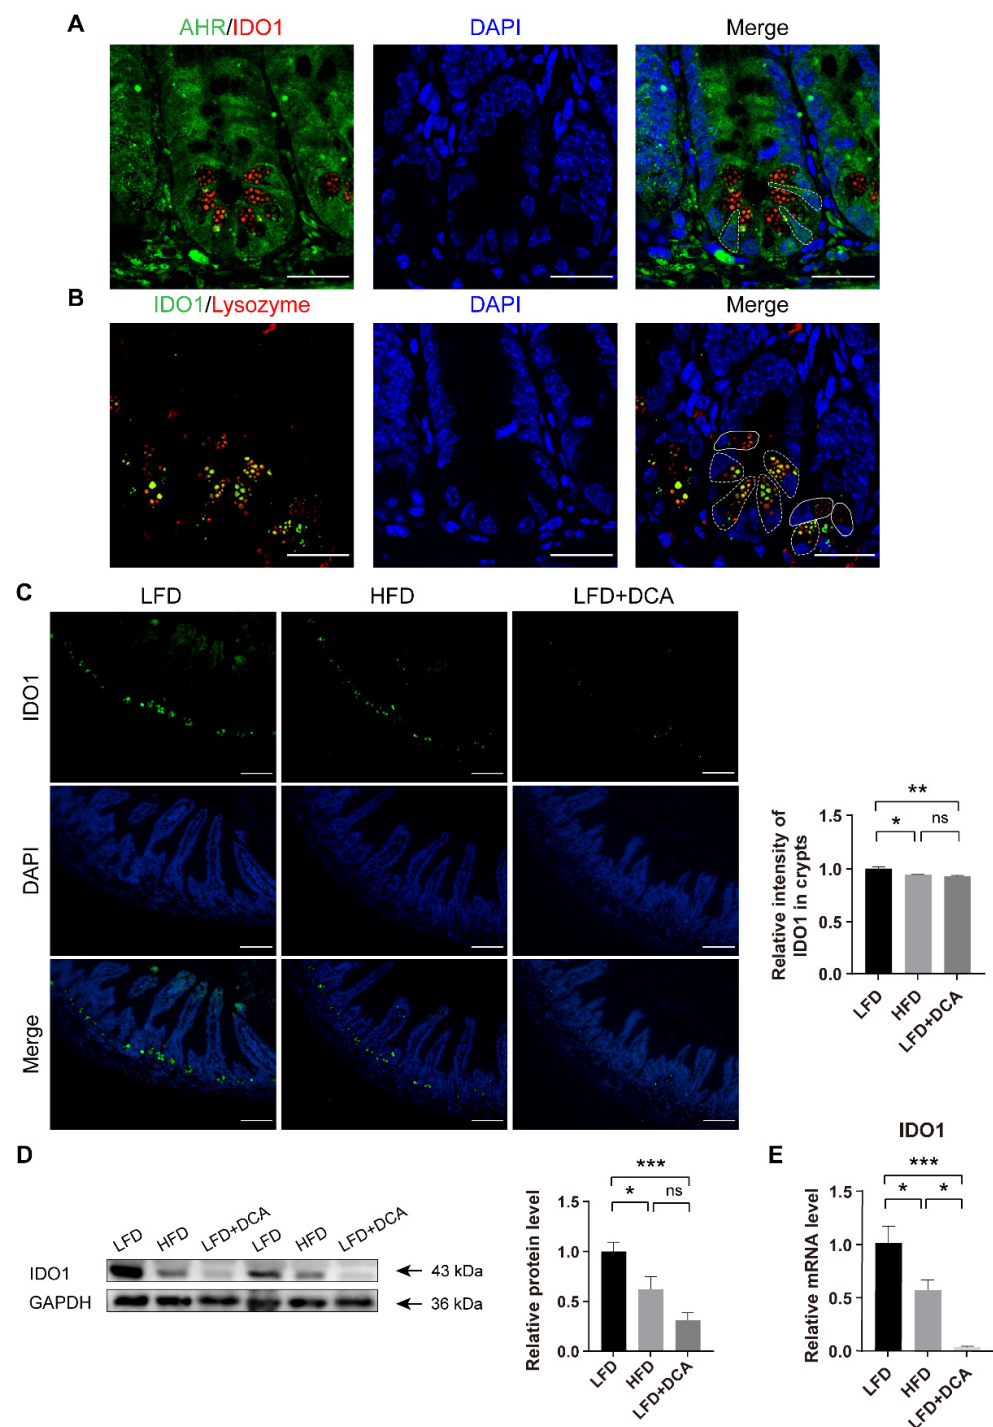 A
AHR/IDO1 DAPI Merge
B
IDO1/Lysozyme DAPI Merge
C
LFD HFD LFD+DCA
IDO1
DAPI
Merge
Relative intensity of
IDO1 in crypts
1.5
1.0
0.5
0.0
**
* ns
LFD HFD LFD+DCA
D
LFD HFD LFD+DCA LFD HFD LFD+DCA
IDO1 43 kDa
GAPDH 36 kDa
Relative protein level
1.5
1.0
0.5
0.0
***
* ns
LFD HFD LFD+DCA
E
IDO1
Relative mRNA level
1.5
1.0
0.5
0.0
***
* *
LFD HFD LFD+DCA